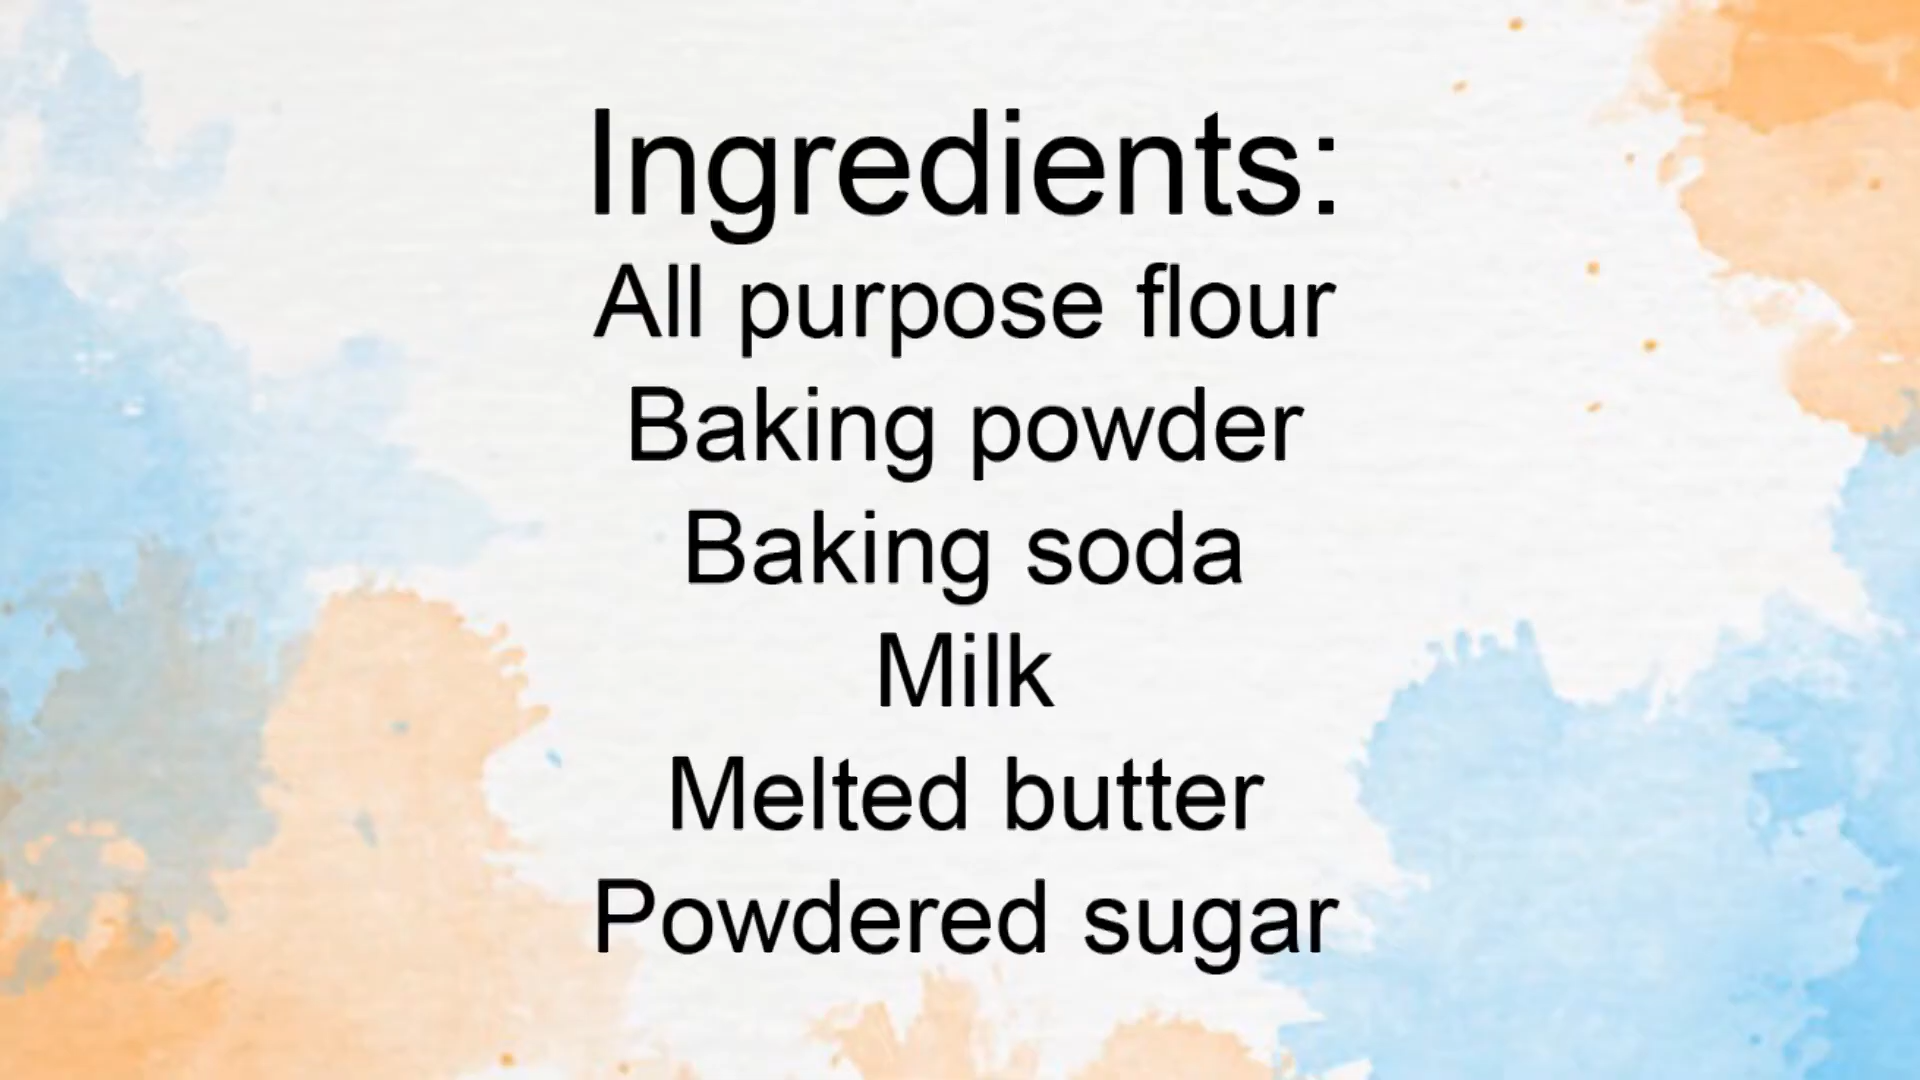 Ingredients:
All purpose flour
Baking powder
Baking soda
Milk
Melted butter
Powdered sugar